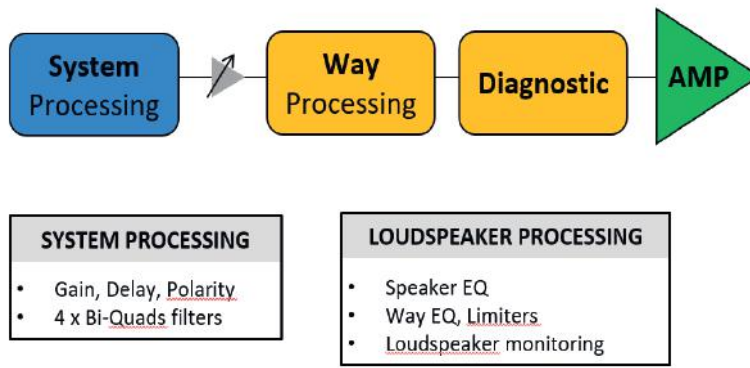 System
Processing
Way
Processing
Diagnostic
AMP
SYSTEM PROCESSING
• Gain, Delay, Polarity
• 4 x Bi-Quads filters
LOUDSPEAKER PROCESSING
• Speaker EQ
• Way EQ, Limiters
• Loudspeaker monitoring